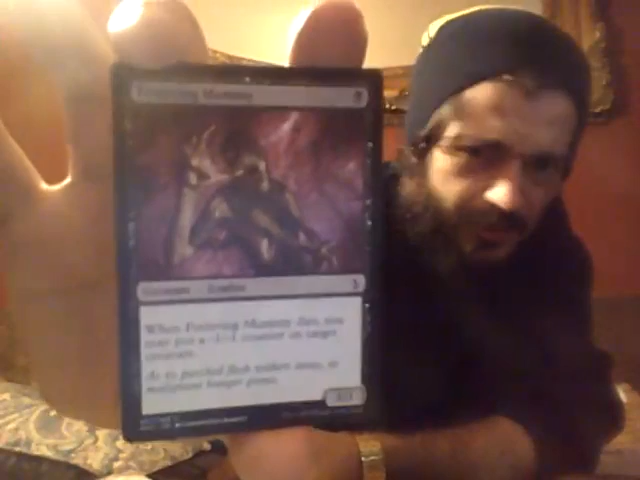 Festering Mummy
Creature Zombie
When Festering Mummy dies, you
may put a -1/-1 counter on target
creature.
As its parched flesh withers away, its
malignant hunger grows.
1/1